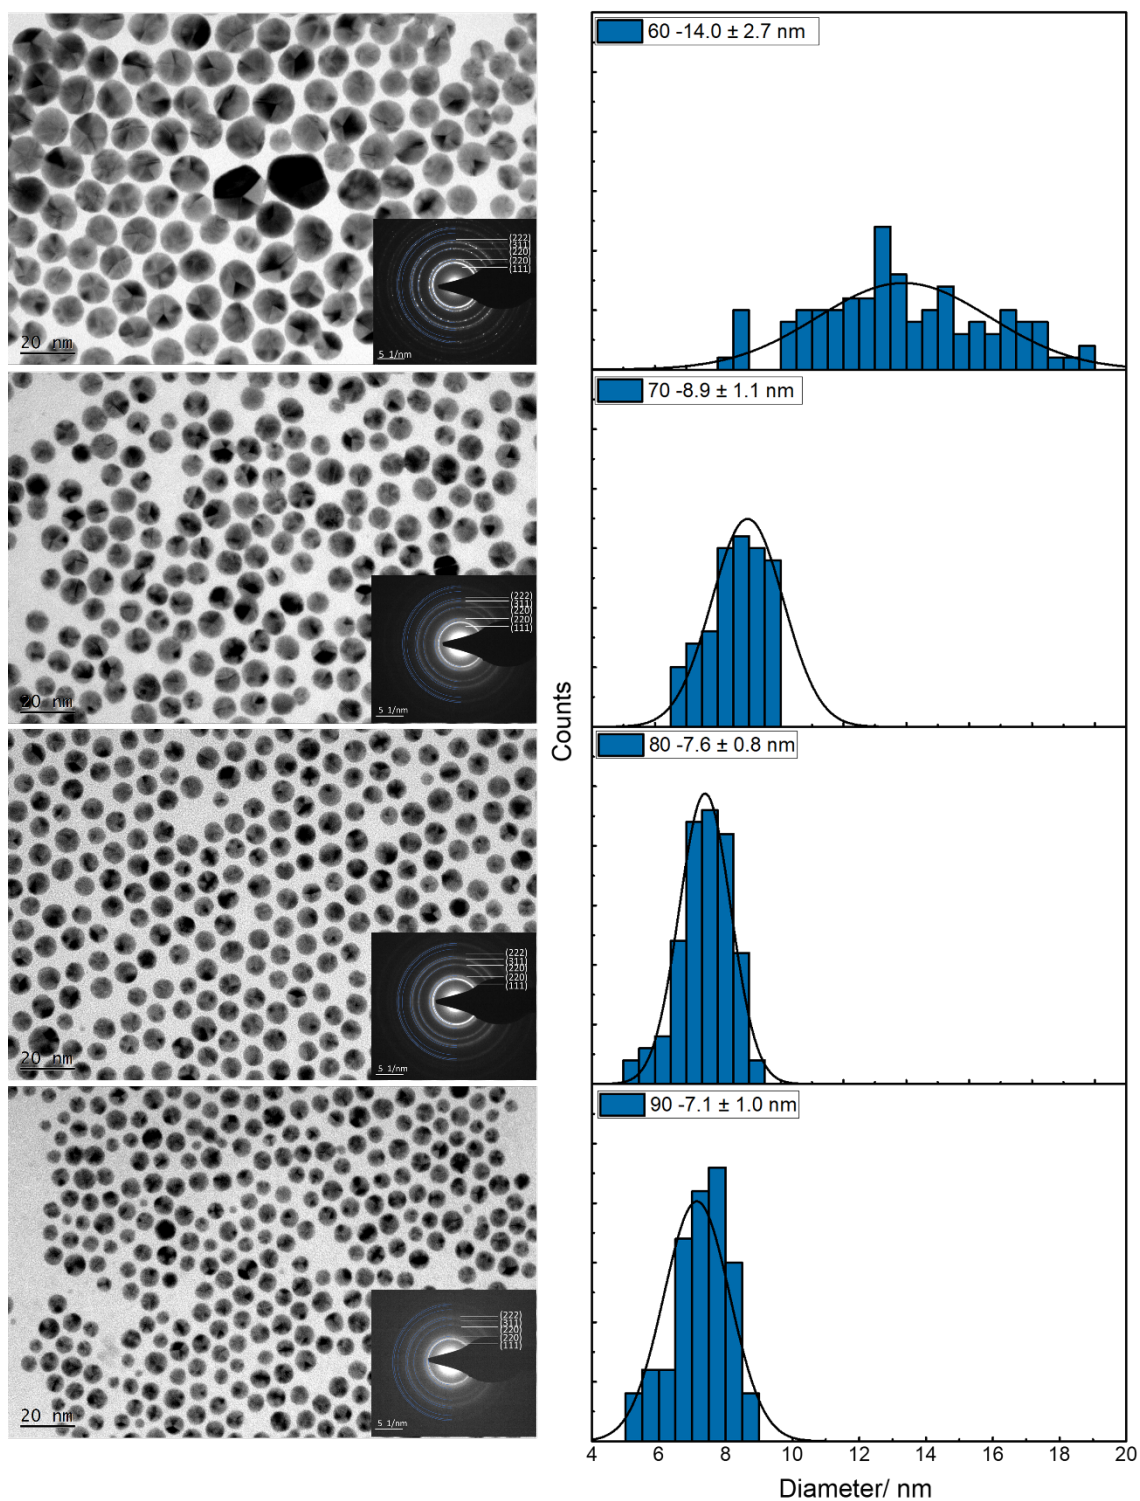 60 -14.0 ± 2.7 nm
(222)
(311)
(220)
(220)
(111)
20 nm
5 1/nm
70 -8.9 ± 1.1 nm
(222)
(311)
(220)
(220)
(111)
20 nm
5 1/nm
Counts
80 -7.6 ± 0.8 nm
(222)
(311)
(220)
(220)
(111)
20 nm
5 1/nm
90 -7.1 ± 1.0 nm
(222)
(311)
(220)
(220)
(111)
20 nm
5 1/nm
4 6 8 10 12 14 16 18 20
Diameter/ nm